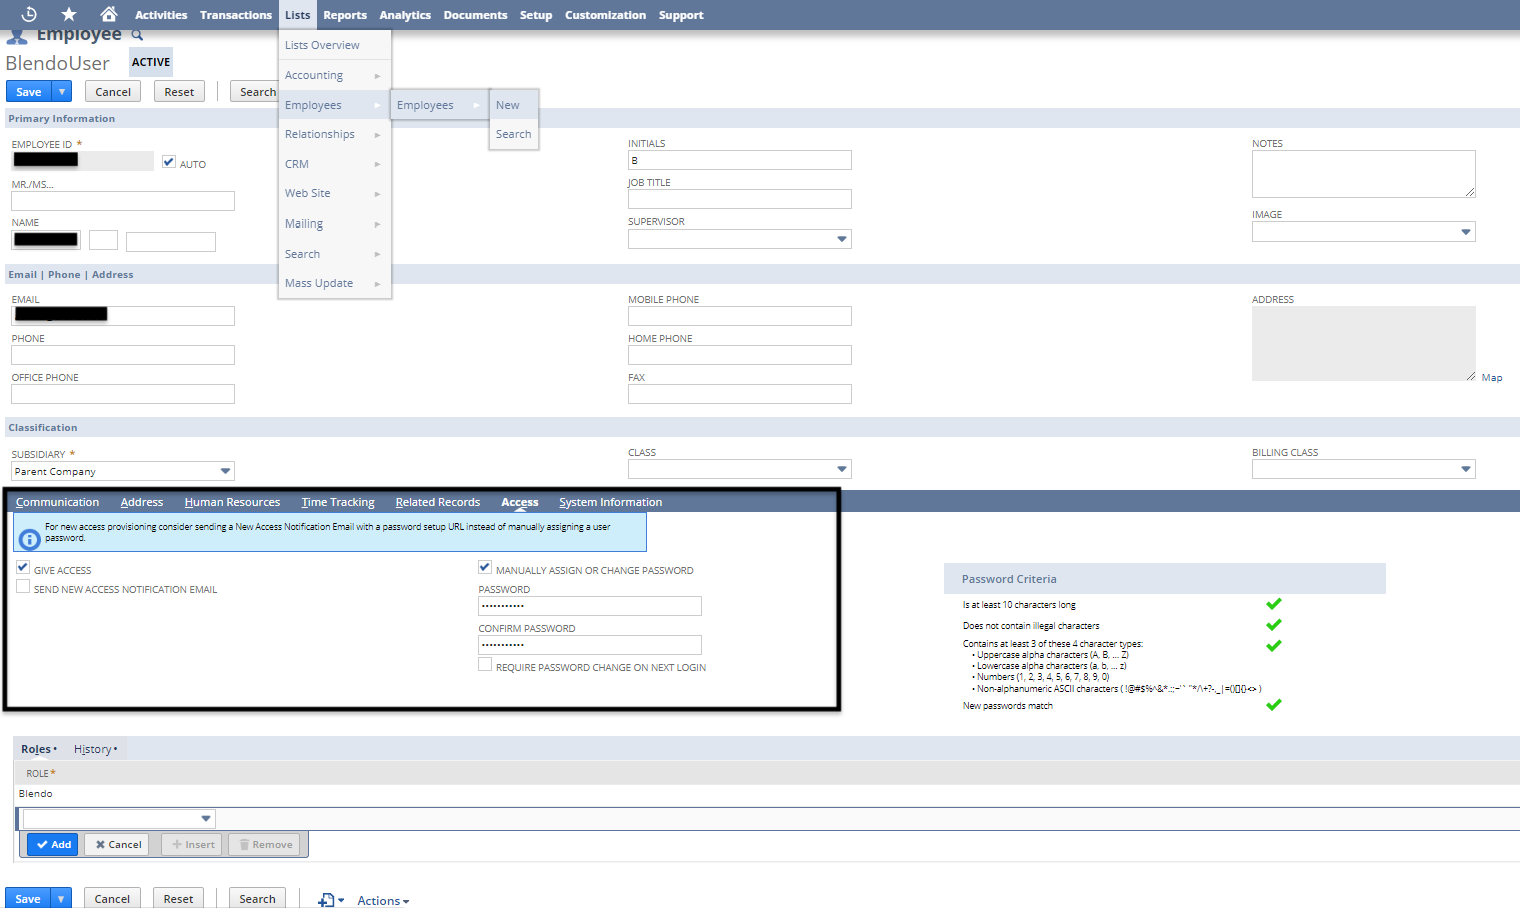 Activities Transactions Lists Reports Analytics Documents Setup Customization Support
Employee
BlendoUser ACTIVE
Save Cancel Reset Search
Lists Overview
Accounting
Employees
Relationships
CRM
Web Site
Mailing
Search
Mass Update
Employees
New
Search
Primary Information
EMPLOYEE ID *
AUTO
MR./MS...
NAME
INITIALS
B
JOB TITLE
SUPERVISOR
NOTES
IMAGE
Email | Phone | Address
EMAIL
PHONE
OFFICE PHONE
MOBILE PHONE
HOME PHONE
FAX
ADDRESS
Map
Classification
SUBSIDIARY *
Parent Company
CLASS
BILLING CLASS
Communication Address Human Resources Time Tracking Related Records Access System Information
For new access provisioning consider sending a New Access Notification Email with a password setup URL instead of manually assigning a user
password.
GIVE ACCESS
SEND NEW ACCESS NOTIFICATION EMAIL
MANUALLY ASSIGN OR CHANGE PASSWORD
PASSWORD
•••••••••••
CONFIRM PASSWORD
•••••••••••
REQUIRE PASSWORD CHANGE ON NEXT LOGIN
Password Criteria
Is at least 10 characters long
Does not contain illegal characters
Contains at least 3 of these 4 character types:
• Uppercase alpha characters (A, B, ... Z)
• Lowercase alpha characters (a, b, ... z)
• Numbers (1, 2, 3, 4, 5, 6, 7, 8, 9, 0)
• Non-alphanumeric ASCII characters ( !@#$%^&*.:;~'` "*/\+?-,_|=()[]{}<> )
New passwords match
Roles • History •
ROLE *
Blendo
Add Cancel Insert Remove
Save Cancel Reset Search Actions